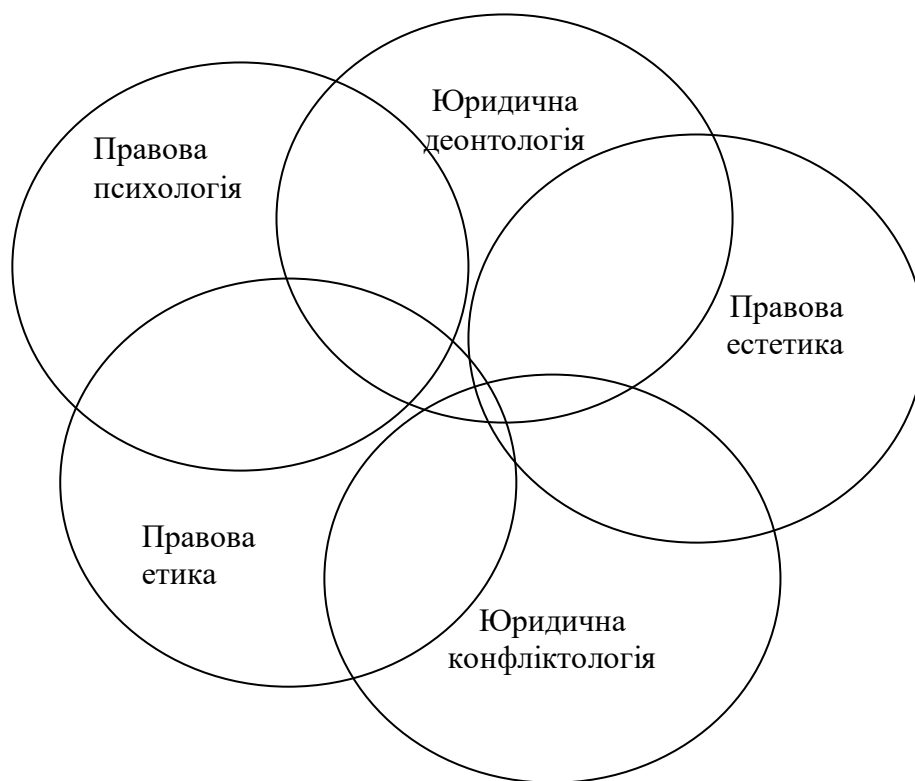 Юридична
деонтологія
Правова
психологія
Правова
естетика
Правова
етика
Юридична
конфліктологія